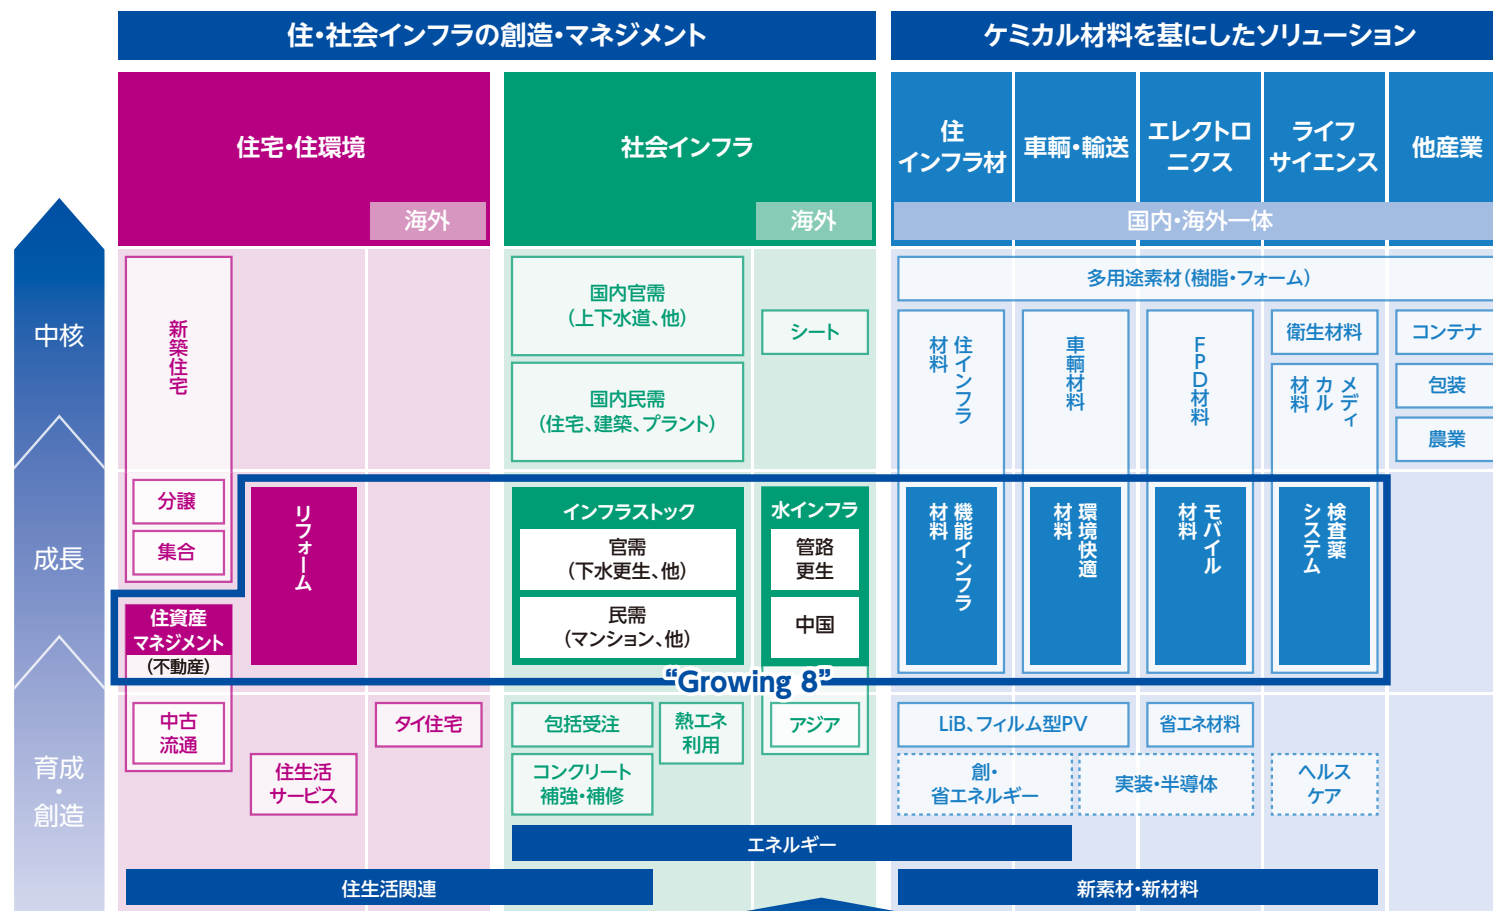 住・社会インフラの創造・マネジメント
ケミカル材料を基にしたソリューション
住宅・住環境
海外
社会インフラ
海外
住
インフラ材
車輌・輸送
エレクトロ
ニクス
ライフ
サイエンス
他産業
国内・海外一体
中核
成長
育成
・
創造
新築住宅
分譲
集合
リフォーム
住資産
マネジメント
(不動産)
中古
流通
タイ住宅
住生活
サービス
国内官需
(上下水道、他)
国内民需
(住宅、建築、プラント)
シート
インフラストック
官需
(下水更生、他)
民需
(マンション、他)
水インフラ
管路
更生
中国
“Growing 8”
包括受注
熱エネ
利用
アジア
コンクリート
補強・補修
多用途素材(樹脂・フォーム)
住インフラ
材料
車輌材料
FPD材料
衛生材料
メディ
カル
材料
コンテナ
包装
農業
機能インフラ
材料
環境快適
材料
モバイル
材料
検査薬
システム
LiB、フィルム型PV
省エネ材料
創・
省エネルギー
実装・半導体
ヘルス
ケア
エネルギー
住生活関連
新素材・新材料